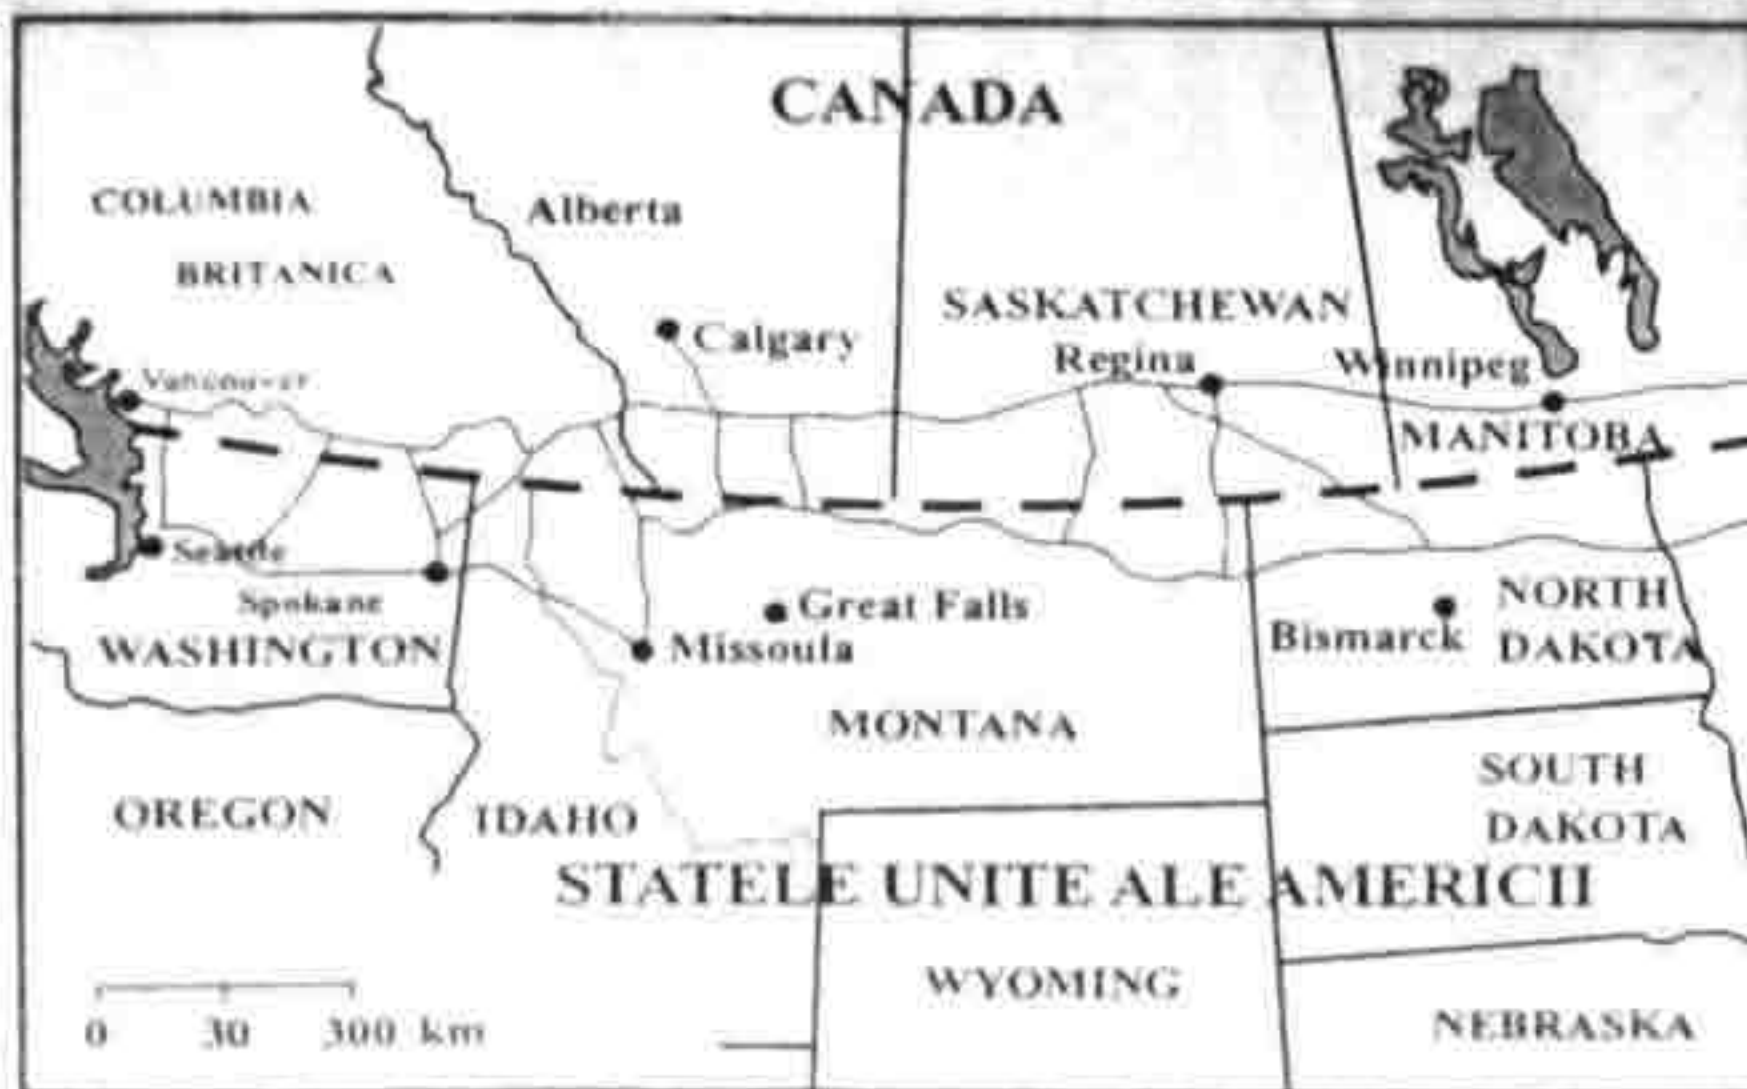 CANADA
COLUMBIA
BRITANICA
Alberta
SASKATCHEWAN
Calgary
Regina
Winnipeg
MANITOBA
Seattle
Spokane
WASHINGTON
Great Falls
Missoula
Bismarck
NORTH
DAKOTA
MONTANA
SOUTH
DAKOTA
OREGON
IDAHO
STATELE UNITE ALE AMERICII
WYOMING
NEBRASKA
0 30 300 km